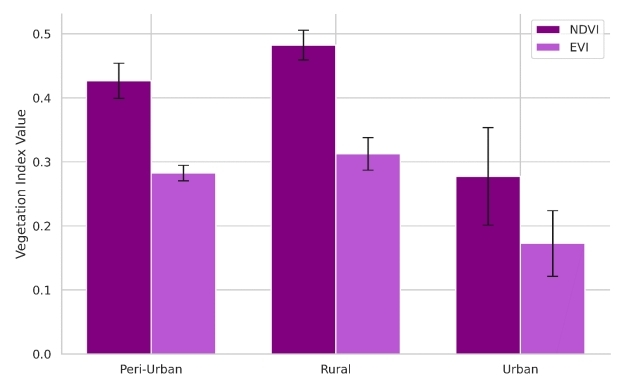 Vegetation Index Value
0.5
0.4
0.3
0.2
0.1
0.0
NDVI
EVI
Peri-Urban
Rural
Urban